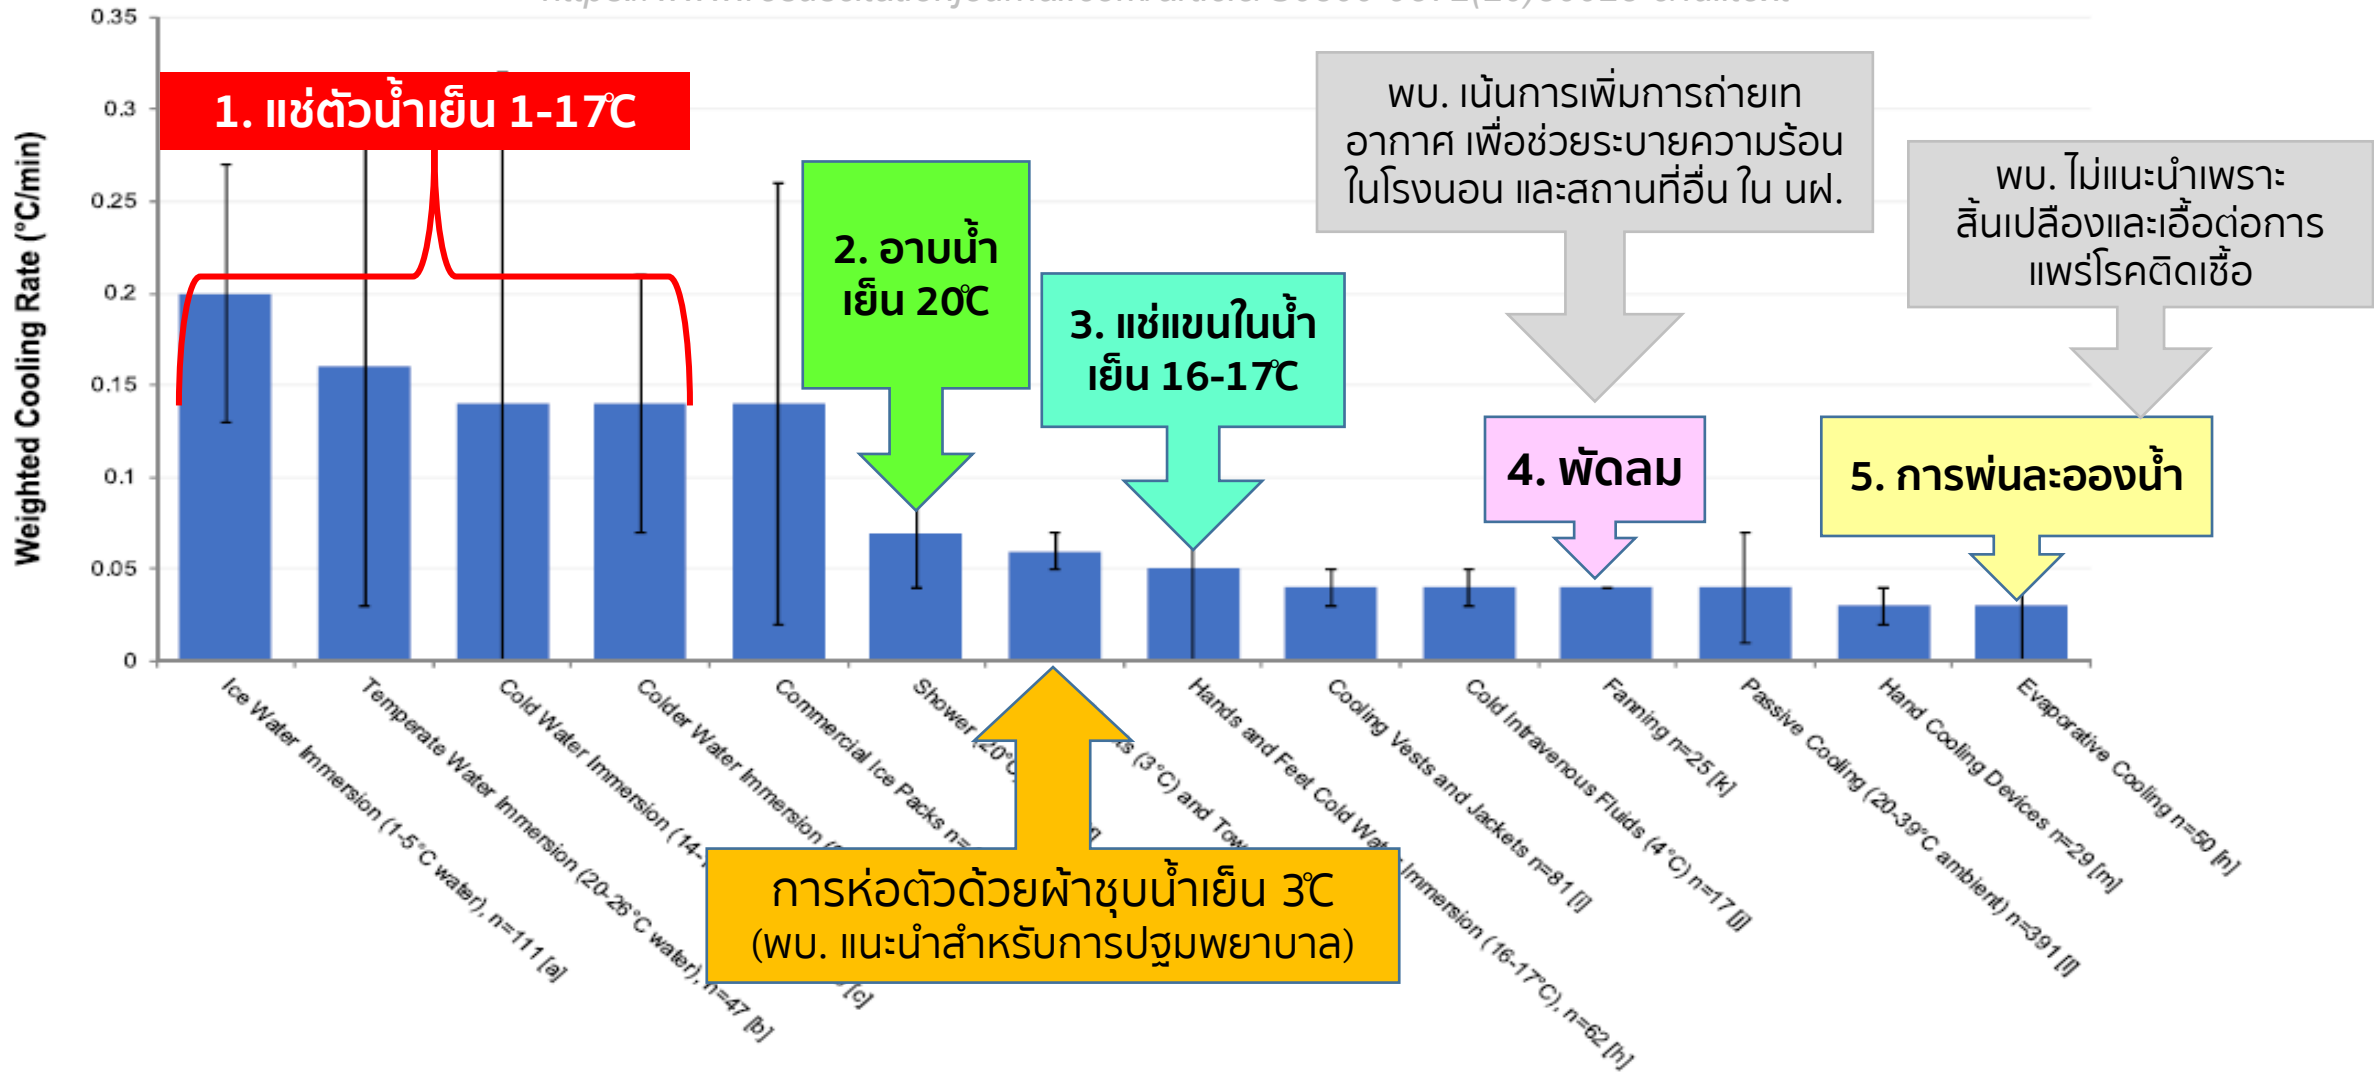 0.35
0.3
0.25
0.2
0.15
0.1
0.05
0
Weighted Cooling Rate (°C/min)
1. แช่ตัวน้ำเย็น 1-17°C
2. อาบน้ำ
เย็น 20°C
3. แช่แขนในน้ำ
เย็น 16-17°C
พบ. เน้นการเพิ่มการถ่ายเท
อากาศ เพื่อช่วยระบายความร้อน
ในโรงนอน และสถานที่อื่น ใน นฝ.
4. พัดลม
พบ. ไม่แนะนำเพราะ
สิ้นเปลืองและเอื้อต่อการ
แพร่โรคติดเชื้อ
5. การพ่นละอองน้ำ
การห่อตัวด้วยผ้าชุบน้ำเย็น 3°C
(พบ. แนะนำสำหรับการปฐมพยาบาล)
Ice Water Immersion (1-5°C water), n=111 [a]
Temperate Water Immersion (20-26°C water), n=47 [b]
Cold Water Immersion (14- [c]
Colder Water Immersion
Commercial Ice Packs n=
Shower (20°C)
(3°C) and
Hands and Feet Cold Water Immersion (16-17°C), n=62 [h]
Cooling Vests and Jackets n=81 [i]
Cold Intravenous Fluids (4°C) n=17 [j]
Fanning n=25 [k]
Passive Cooling (20-39°C ambient) n=391 [l]
Hand Cooling Devices n=29 [m]
Evaporative Cooling n=50 [n]